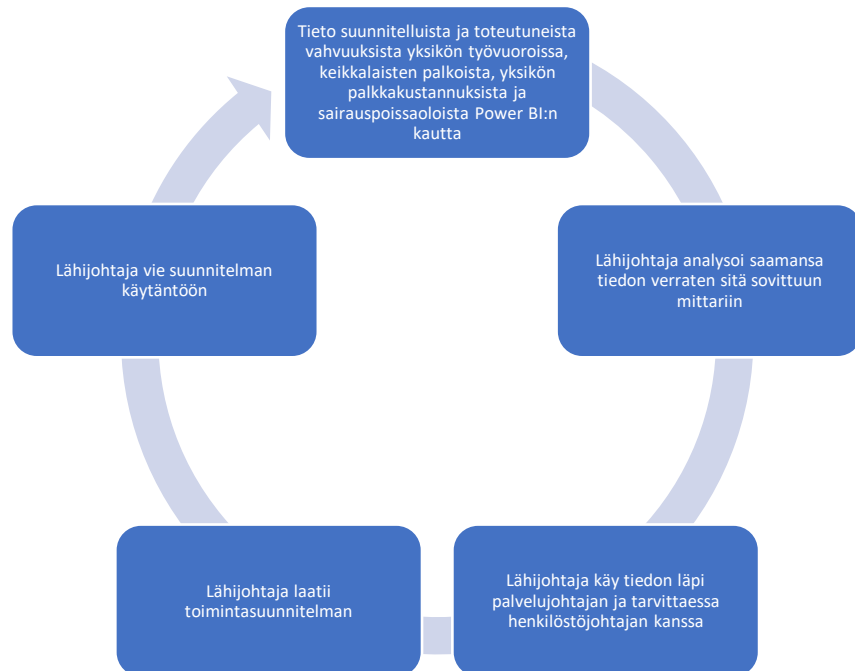 Tieto suunnitelluista ja toteutuneista
vahvuuksista yksikön työvuoroissa,
keikkalaisten palkoista, yksikön
palkkakustannuksista ja
sairauspoissaoloista Power BI:n
kautta
Lähijohtaja analysoi saamansa
tiedon verraten sitä sovittuun
mittariin
Lähijohtaja käy tiedon läpi
palvelujohtajan ja tarvittaessa
henkilöstöjohtajan kanssa
Lähijohtaja laatii
toimintasuunnitelman
Lähijohtaja vie suunnitelman
käytäntöön